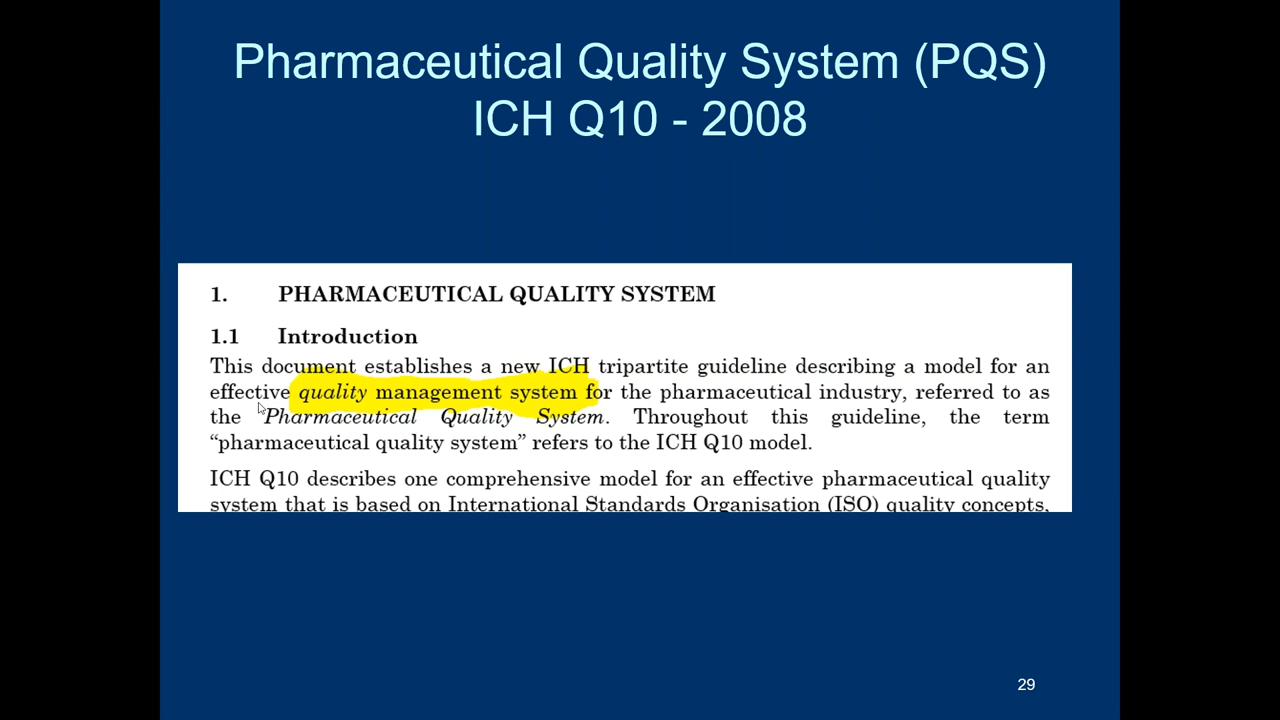 Pharmaceutical Quality System (PQS)
ICH Q10 - 2008
1. PHARMACEUTICAL QUALITY SYSTEM
1.1 Introduction
This document establishes a new ICH tripartite guideline describing a model for an
effective quality management system for the pharmaceutical industry, referred to as
the Pharmaceutical Quality System. Throughout this guideline, the term
“pharmaceutical quality system” refers to the ICH Q10 model.
ICH Q10 describes one comprehensive model for an effective pharmaceutical quality
system that is based on International Standards Organisation (ISO) quality concepts,
29